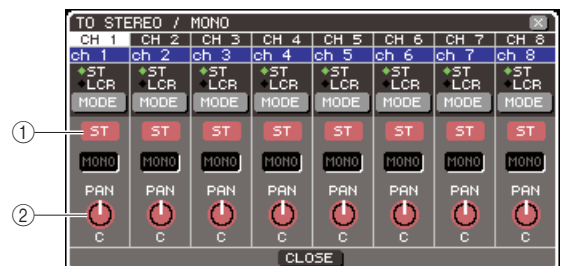 TO STEREO / MONO
CH 1 CH 2 CH 3 CH 4 CH 5 CH 6 CH 7 CH 8
ch 1 ch 2 ch 3 ch 4 ch 5 ch 6 ch 7 ch 8
ST ST ST ST ST ST ST ST
LCR LCR LCR LCR LCR LCR LCR LCR
MODE MODE MODE MODE MODE MODE MODE MODE
1 ST ST ST ST ST ST ST ST
MONO MONO MONO MONO MONO MONO MONO MONO
PAN PAN PAN PAN PAN PAN PAN PAN
2
C C C C C C C C
CLOSE